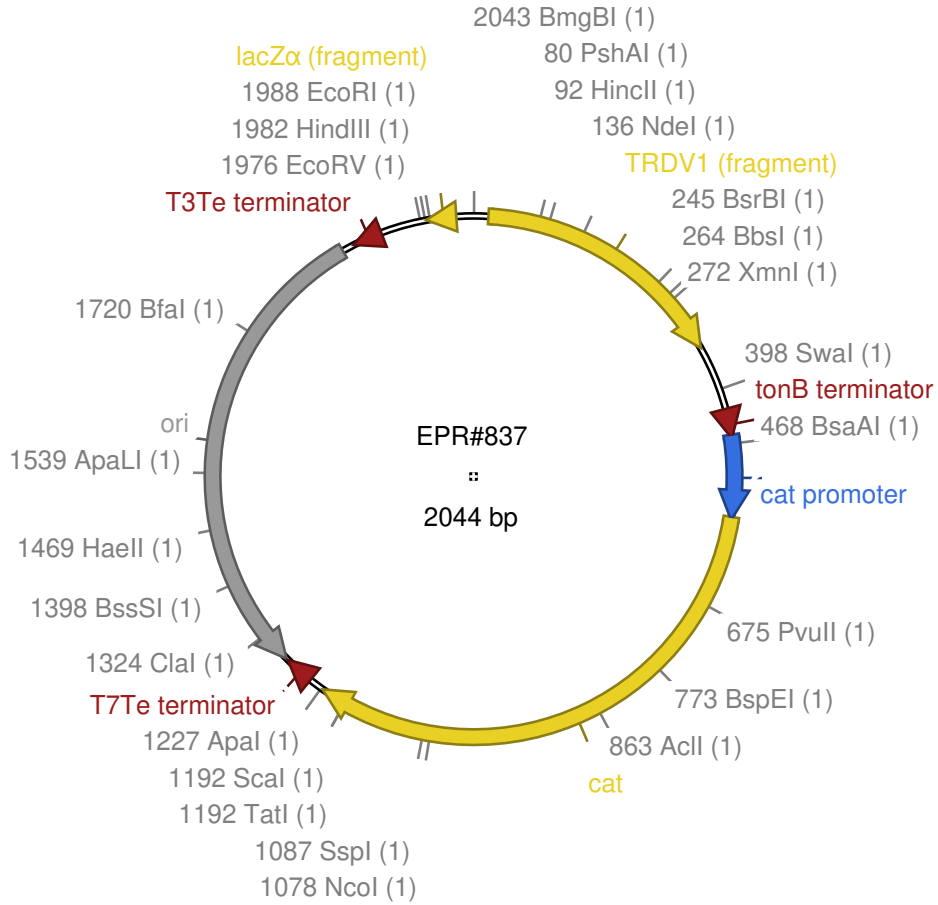 2043 BmgBI (1)
80 PshAI (1)
92 HincII (1)
136 NdeI (1)
TRDV1 (fragment)
245 BsrBI (1)
264 BbsI (1)
272 XmnI (1)
398 SwaI (1)
tonB terminator
468 BsaAI (1)
cat promoter
675 PvuII (1)
773 BspEI (1)
863 AclI (1)
cat
1078 NcoI (1)
1087 SspI (1)
1192 TatI (1)
1192 ScaI (1)
1227 ApaI (1)
T7Te terminator
1324 ClaI (1)
1398 BssSI (1)
1469 HaeII (1)
1539 ApaLI (1)
ori
1720 BfaI (1)
T3Te terminator
1976 EcoRV (1)
1982 HindIII (1)
1988 EcoRI (1)
lacZα (fragment)
EPR#837
2044 bp